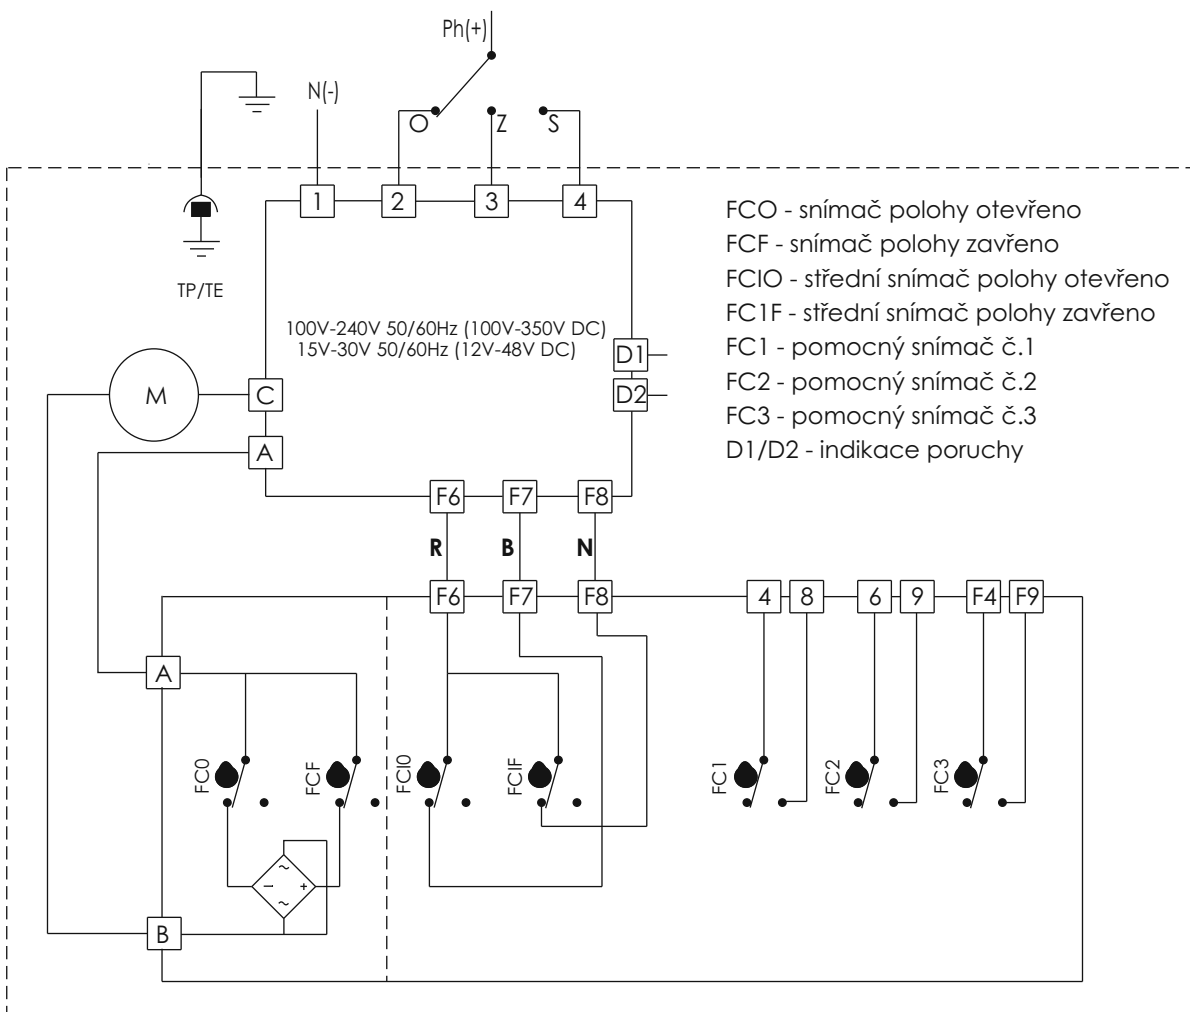 Ph(+)
N(-)
O
Z
S
1
2
3
4
TP/TE
100V-240V 50/60Hz (100V-350V DC)
15V-30V 50/60Hz (12V-48V DC)
D1
D2
M
C
A
FCO - snímač polohy otevřeno
FCF - snímač polohy zavřeno
FCIO - střední snímač polohy otevřeno
FC1F - střední snímač polohy zavřeno
FC1 - pomocný snímač č.1
FC2 - pomocný snímač č.2
FC3 - pomocný snímač č.3
D1/D2 - indikace poruchy
F6
F7
F8
R
B
N
F6
F7
F8
4
8
6
9
F4
F9
A
FC0
FCF
FCI0
FCIF
FC1
FC2
FC3
~
-
+
~
B